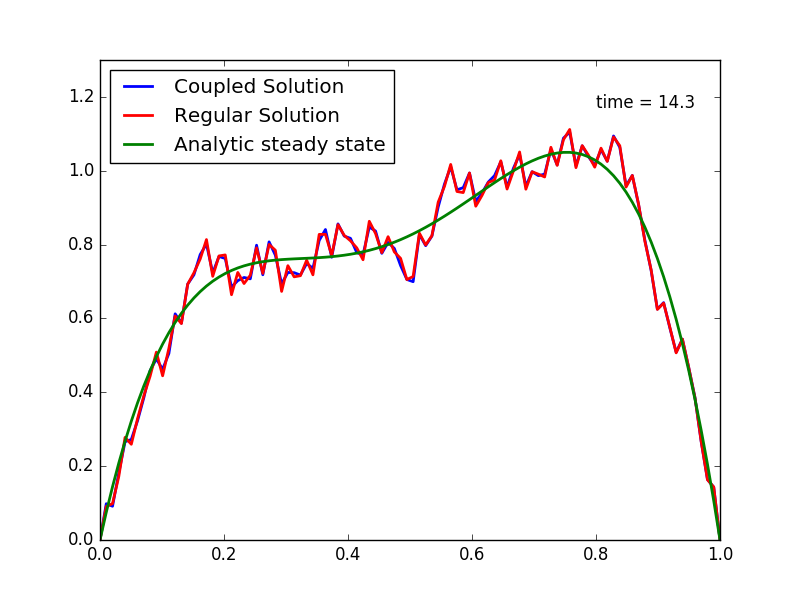 Coupled Solution
Regular Solution
Analytic steady state
time = 14.3
1.2
1.0
0.8
0.6
0.4
0.2
0.0
0.0 0.2 0.4 0.6 0.8 1.0